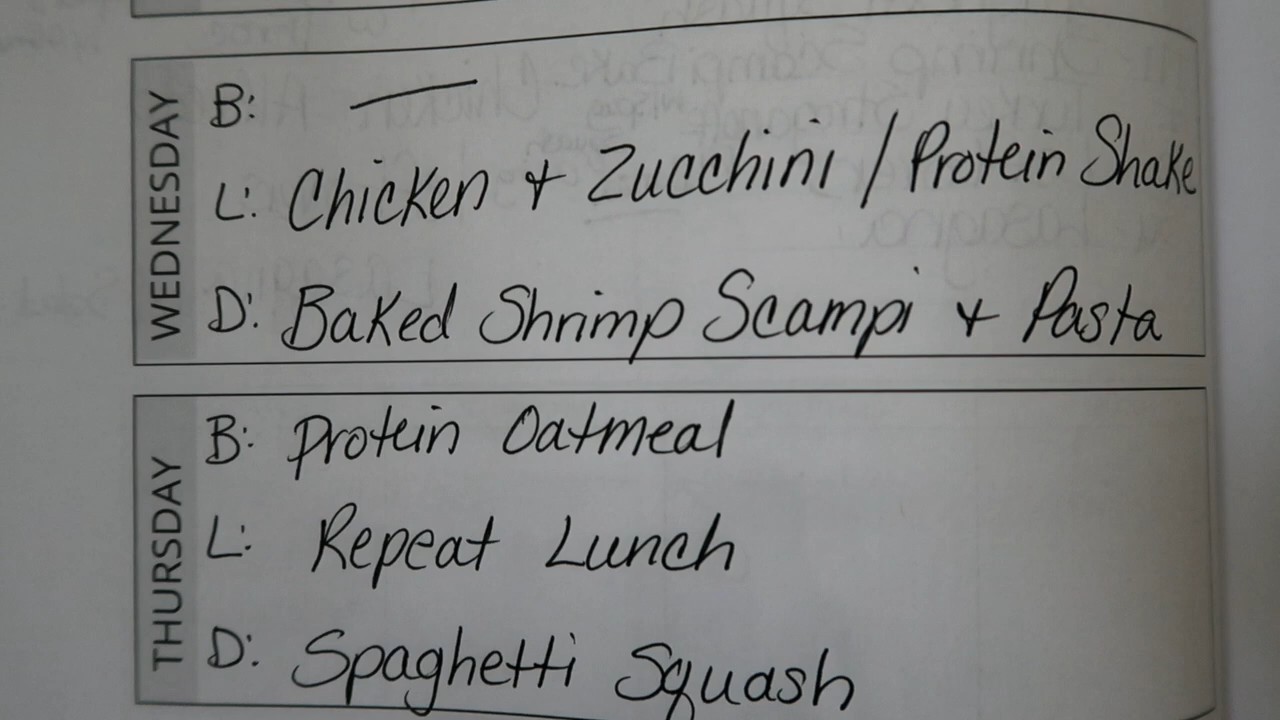 WEDNESDAY
B: —
L: Chicken + Zucchini / Protein Shake
D: Baked Shrimp Scampi + Pasta
THURSDAY
B: Protein Oatmeal
L: Repeat Lunch
D: Spaghetti Squash